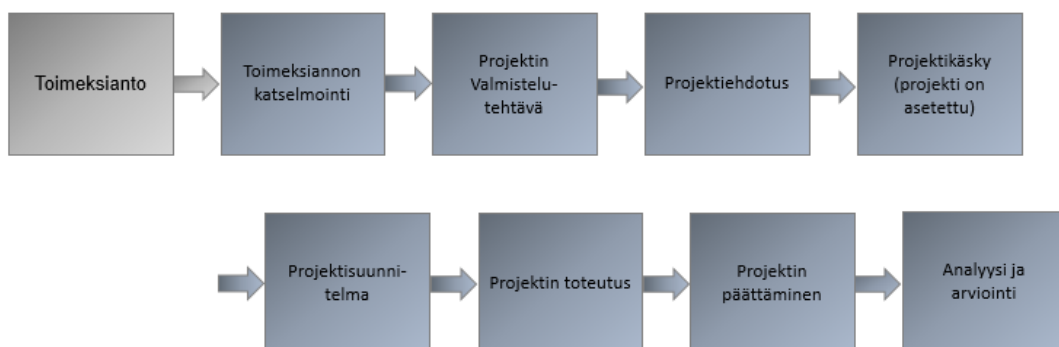 Toimeksianto
Toimeksiannon
katselmointi
Projektin
Valmistelu-
tehtävä
Projektiehdotus
Projektikäsky
(projekti on
asetettu)
Projektisuunni-
telma
Projektin toteutus
Projektin
päättäminen
Analyysi ja
arviointi